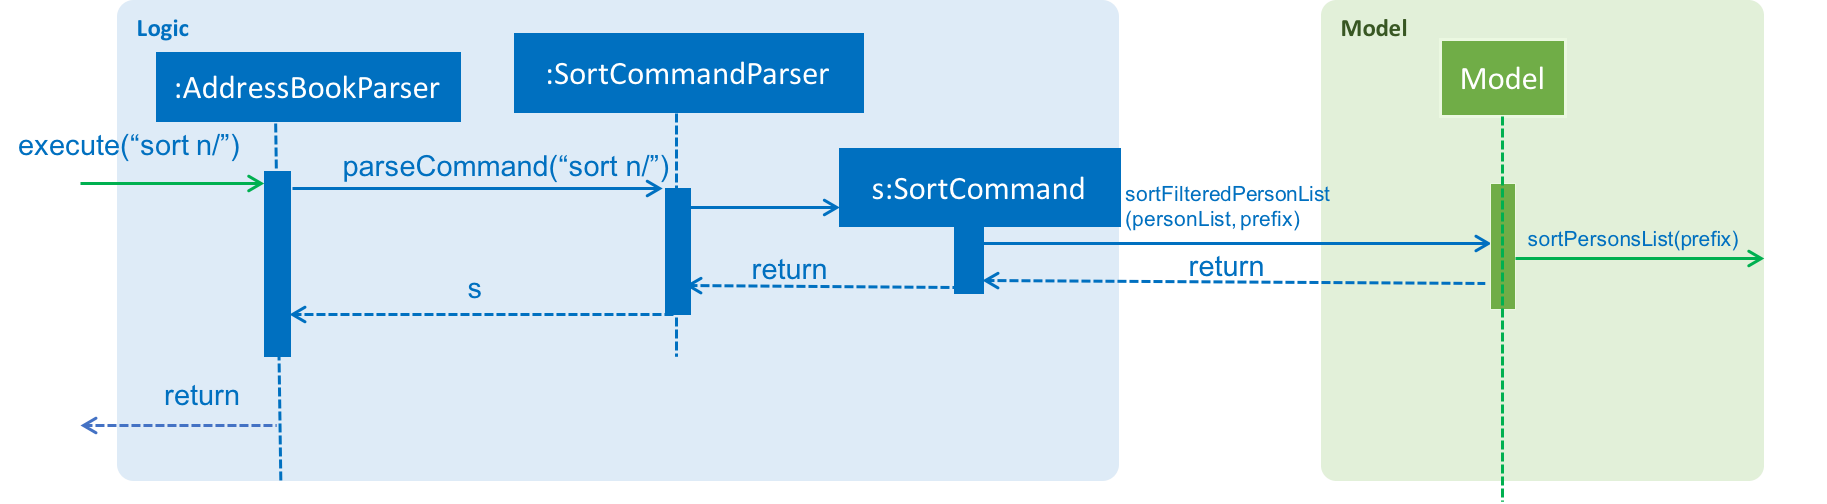 Logic
Model
:AddressBookParser
:SortCommandParser
Model
execute(“sort n/”)
parseCommand(“sort n/”)
s:SortCommand
sortFilteredPersonList
(personList, prefix)
sortPersonsList(prefix)
return
return
s
return